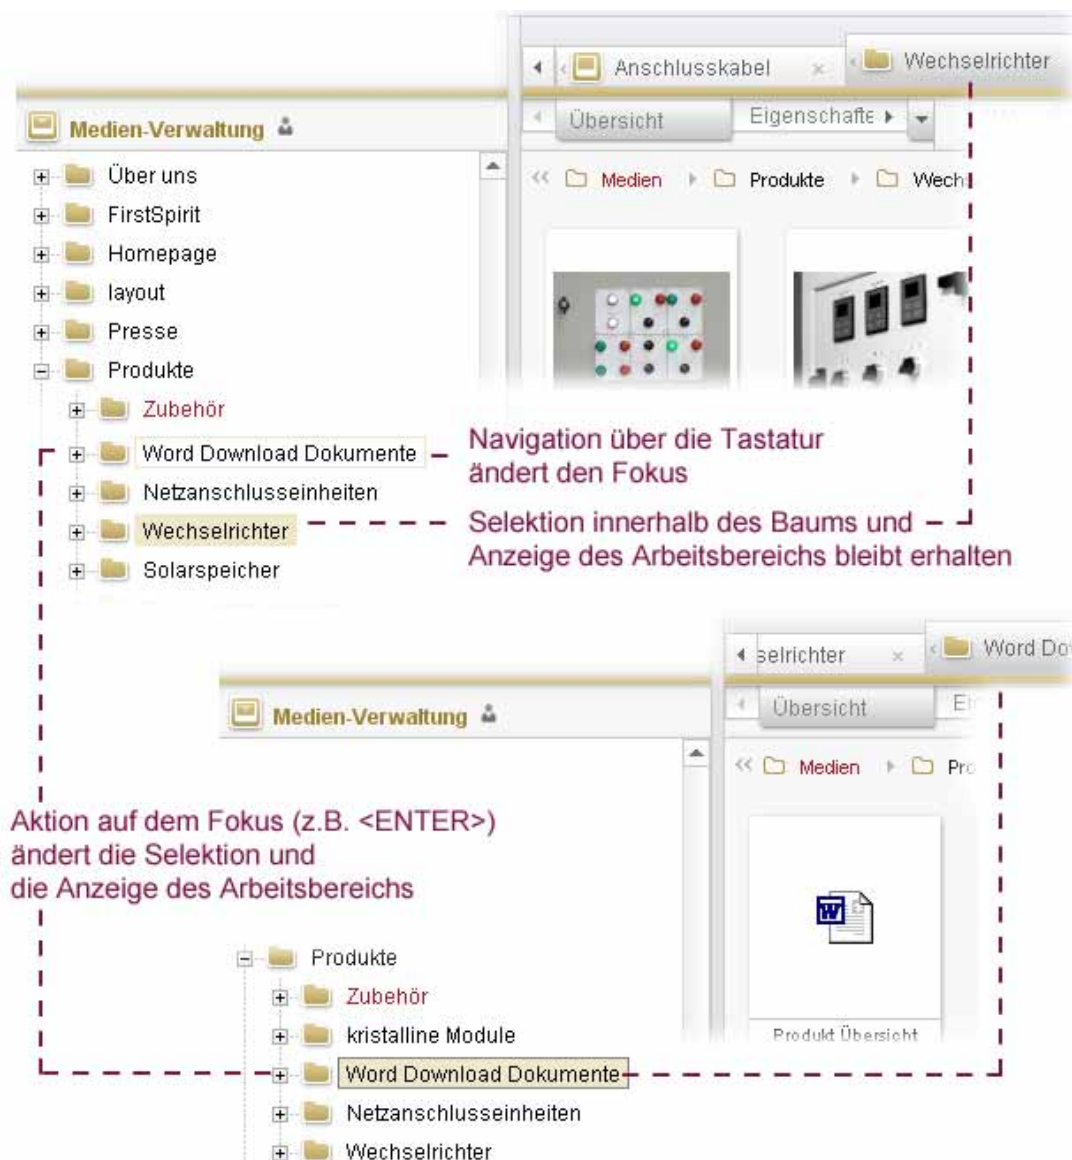 Anschlusskabel
Wechselrichter
Medien-Verwaltung
Übersicht
Eigenschafte
Medien
Produkte
Wech
Über uns
FirstSpirit
Homepage
layout
Presse
Produkte
Zubehör
Word Download Dokumente
Netzanschlusseinheiten
Wechselrichter
Solarspeicher
Navigation über die Tastatur
ändert den Fokus
Selektion innerhalb des Baums und
Anzeige des Arbeitsbereichs bleibt erhalten
selrichter
Word Do
Medien-Verwaltung
Übersicht
Ei
Medien
Pro
Aktion auf dem Fokus (z.B. <ENTER>)
ändert die Selektion und
die Anzeige des Arbeitsbereichs
W
Produkt Übersicht
Produkte
Zubehör
kristalline Module
Word Download Dokumente
Netzanschlusseinheiten
Wechselrichter